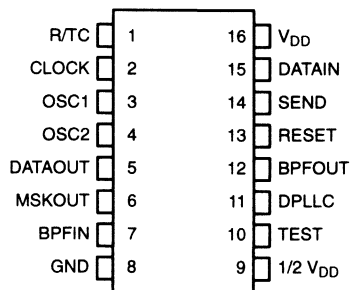 R/TC 1 16 VDD
CLOCK 2 15 DATAIN
OSC1 3 14 SEND
OSC2 4 13 RESET
DATAOUT 5 12 BPFOUT
MSKOUT 6 11 DPLLC
BPFIN 7 10 TEST
GND 8 9 1/2 VDD